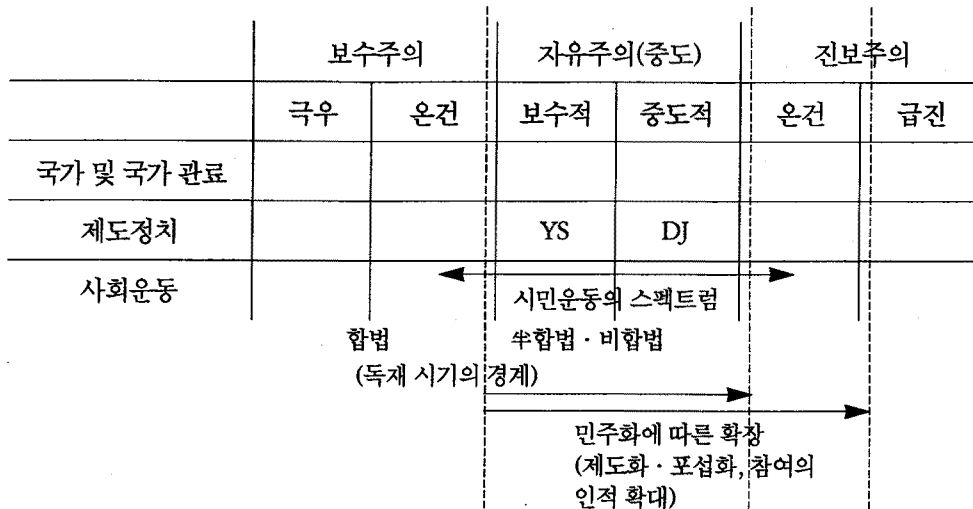 보수주의 자유주의(중도) 진보주의
극우 온건 보수적 중도적 온건 급진
국가 및 국가 관료
제도정치 YS DJ
사회운동 시민운동의 스펙트럼
합법 半합법·비합법
(독재 시기의 경계)
민주화에 따른 확장
(제도화·포섭화, 참여의
인적 확대)